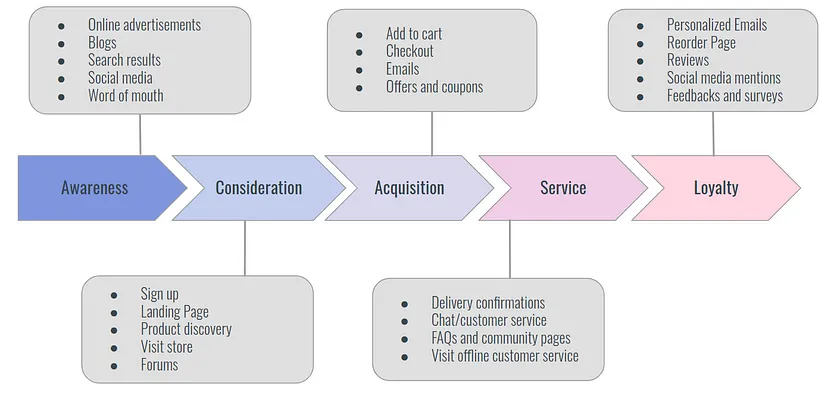 Online advertisements
Blogs
Search results
Social media
Word of mouth
Add to cart
Checkout
Emails
Offers and coupons
Personalized Emails
Reorder Page
Reviews
Social media mentions
Feedbacks and surveys
Awareness
Consideration
Acquisition
Service
Loyalty
Sign up
Landing Page
Product discovery
Visit store
Forums
Delivery confirmations
Chat/customer service
FAQs and community pages
Visit offline customer service